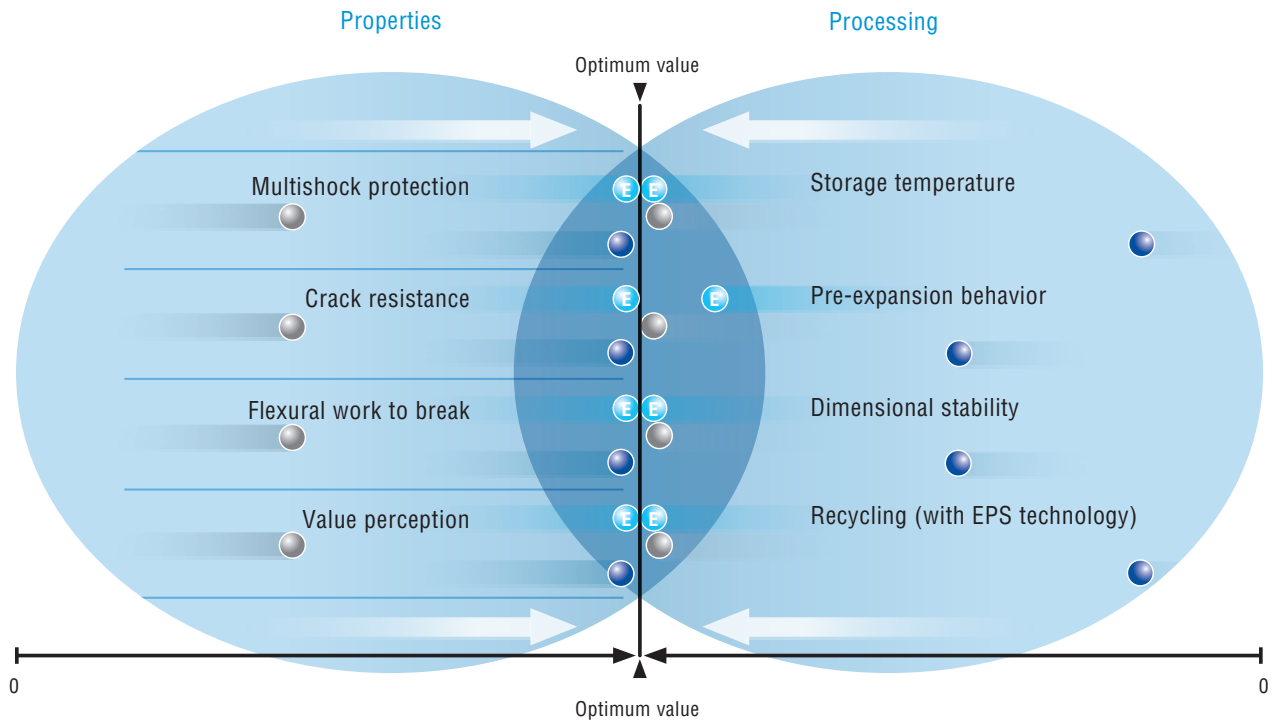 Properties
Processing
Optimum value
Multishock protection
E
E
Storage temperature
Crack resistance
E
E
Pre-expansion behavior
Flexural work to break
E
E
Dimensional stability
Value perception
E
E
Recycling (with EPS technology)
0
0
Optimum value